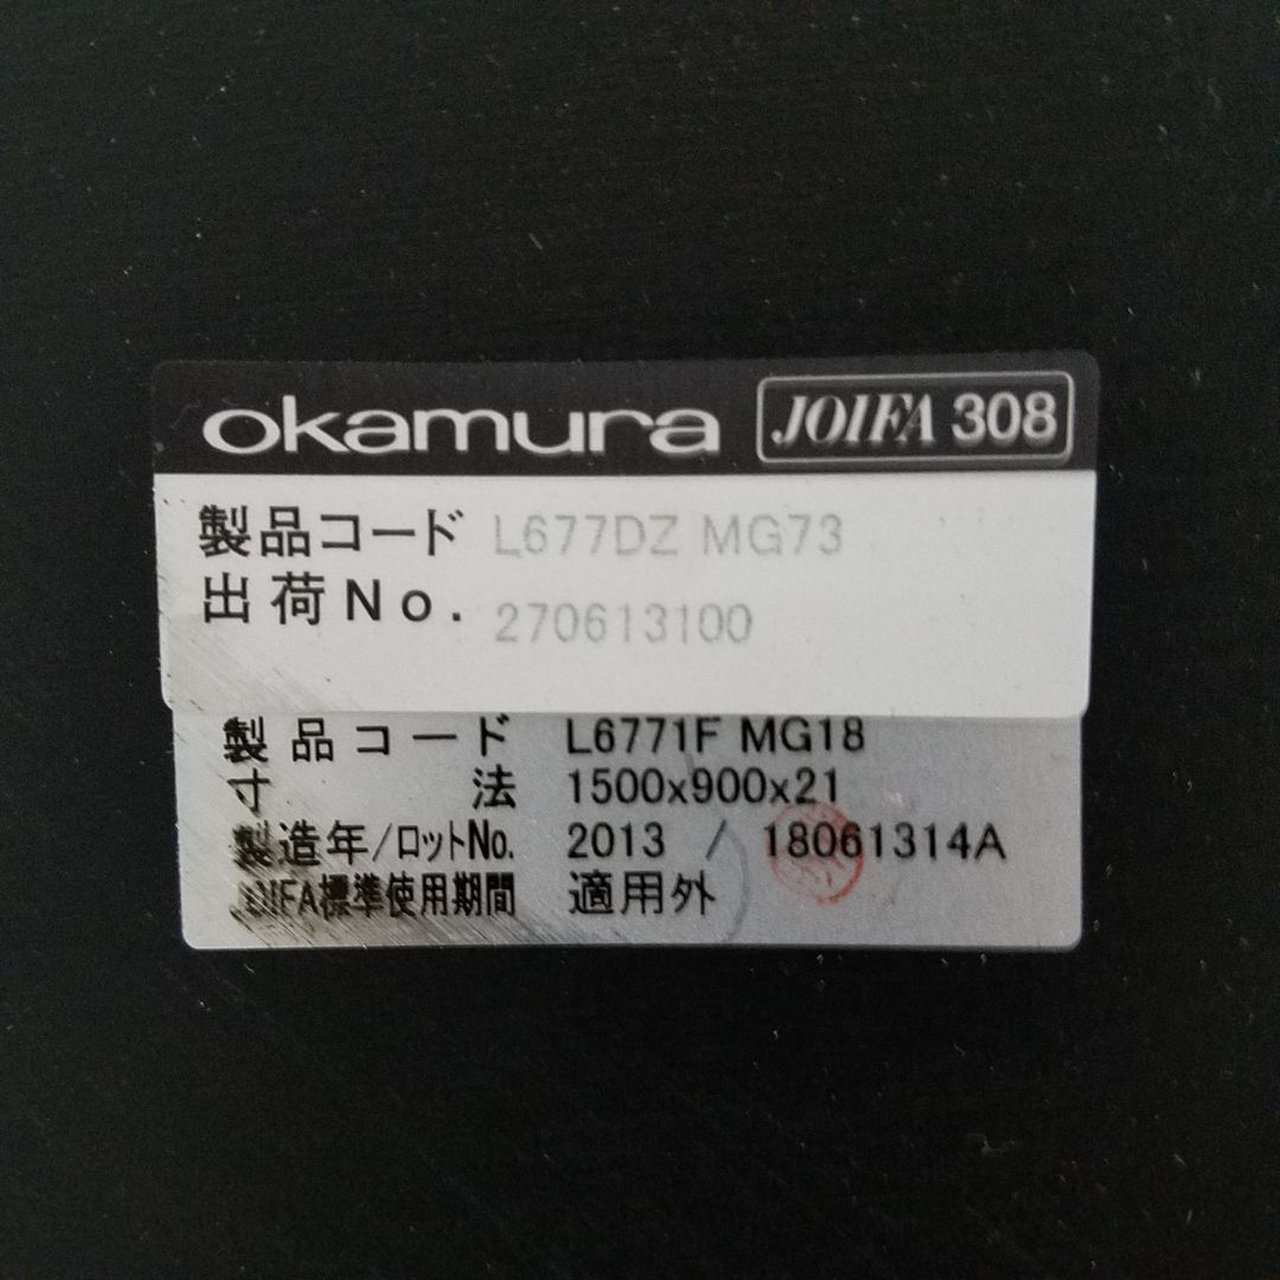 okamura JOIFA 308
製品コード L677DZ MG73
出荷No. 270613100
製品コード L6771F MG18
寸法 1500x900x21
製造年/ロットNo. 2013 / 18061314A
JOIFA標準使用期間 適用外